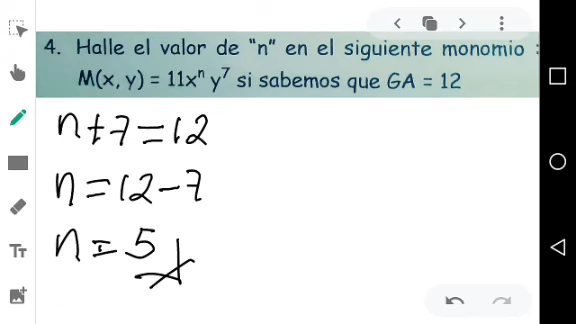 4. Halle el valor de “n” en el siguiente monomio :
M(x, y) = 11xⁿ y⁷ si sabemos que GA = 12
n+7=12
n=12-7
n=5
Tт